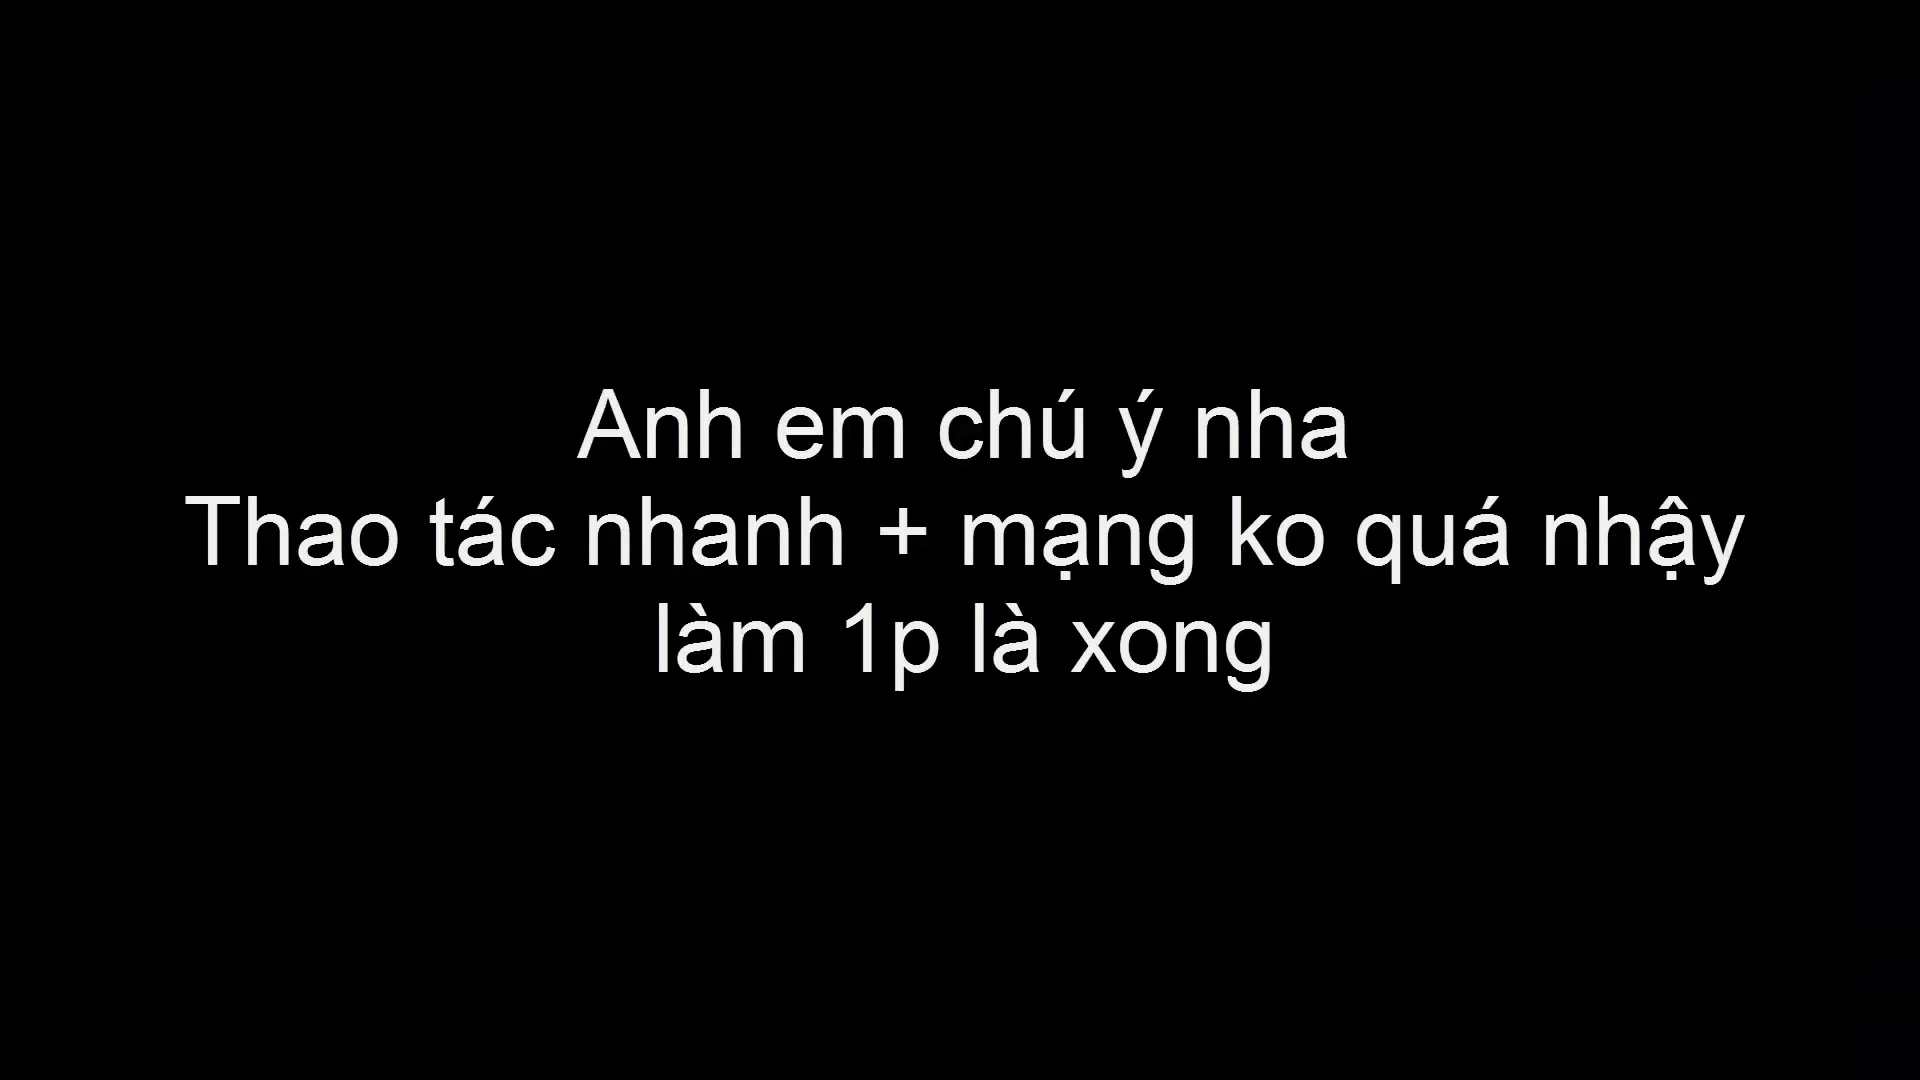 Anh em chú ý nha
Thao tác nhanh + mạng ko quá nhậy
làm 1p là xong